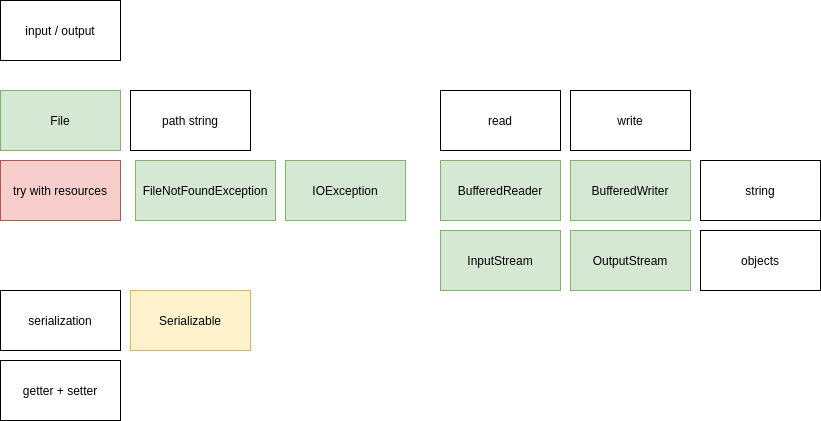 input / output
File
path string
read
write
try with resources
FileNotFoundException
IOException
BufferedReader
BufferedWriter
string
InputStream
OutputStream
objects
serialization
Serializable
getter + setter